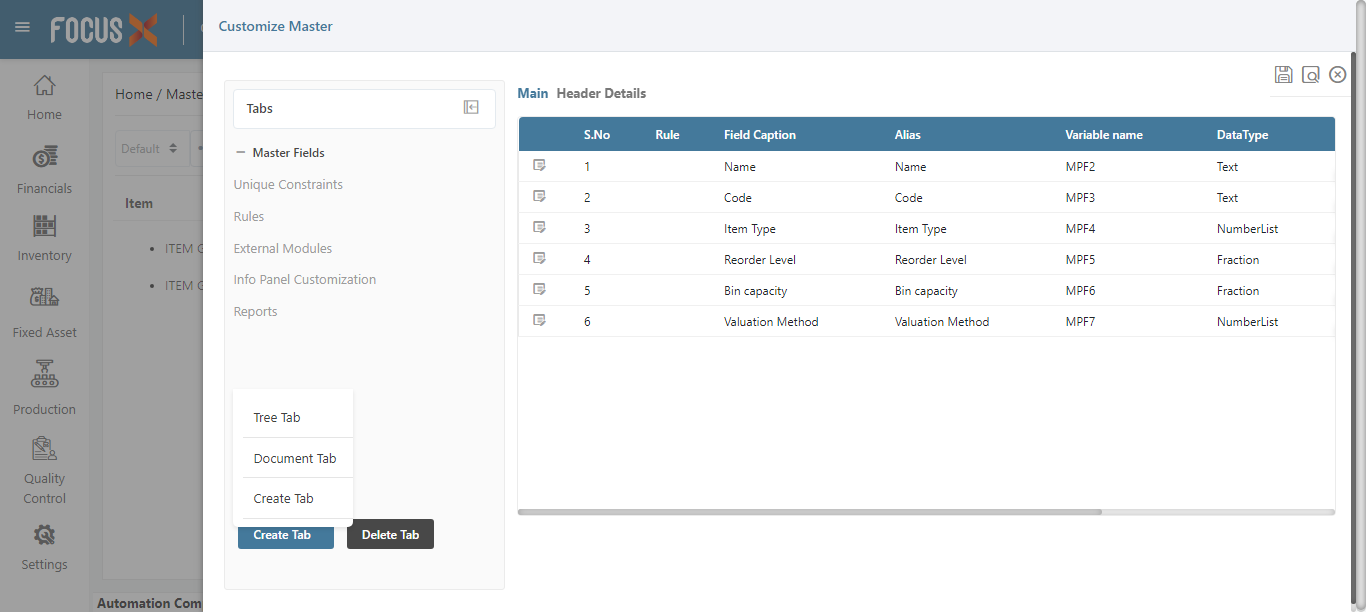 FOCUS X
Customize Master
Home
Financials
Inventory
Fixed Asset
Production
Quality
Control
Settings
Home / Maste
Default
Item
ITEM
ITEM
Automation Com
Tabs
Master Fields
Unique Constraints
Rules
External Modules
Info Panel Customization
Reports
Tree Tab
Document Tab
Create Tab
Create Tab Delete Tab
Main Header Details
S.No Rule Field Caption Alias Variable name DataType
1 Name Name MPF2 Text
2 Code Code MPF3 Text
3 Item Type Item Type MPF4 NumberList
4 Reorder Level Reorder Level MPF5 Fraction
5 Bin capacity Bin capacity MPF6 Fraction
6 Valuation Method Valuation Method MPF7 NumberList